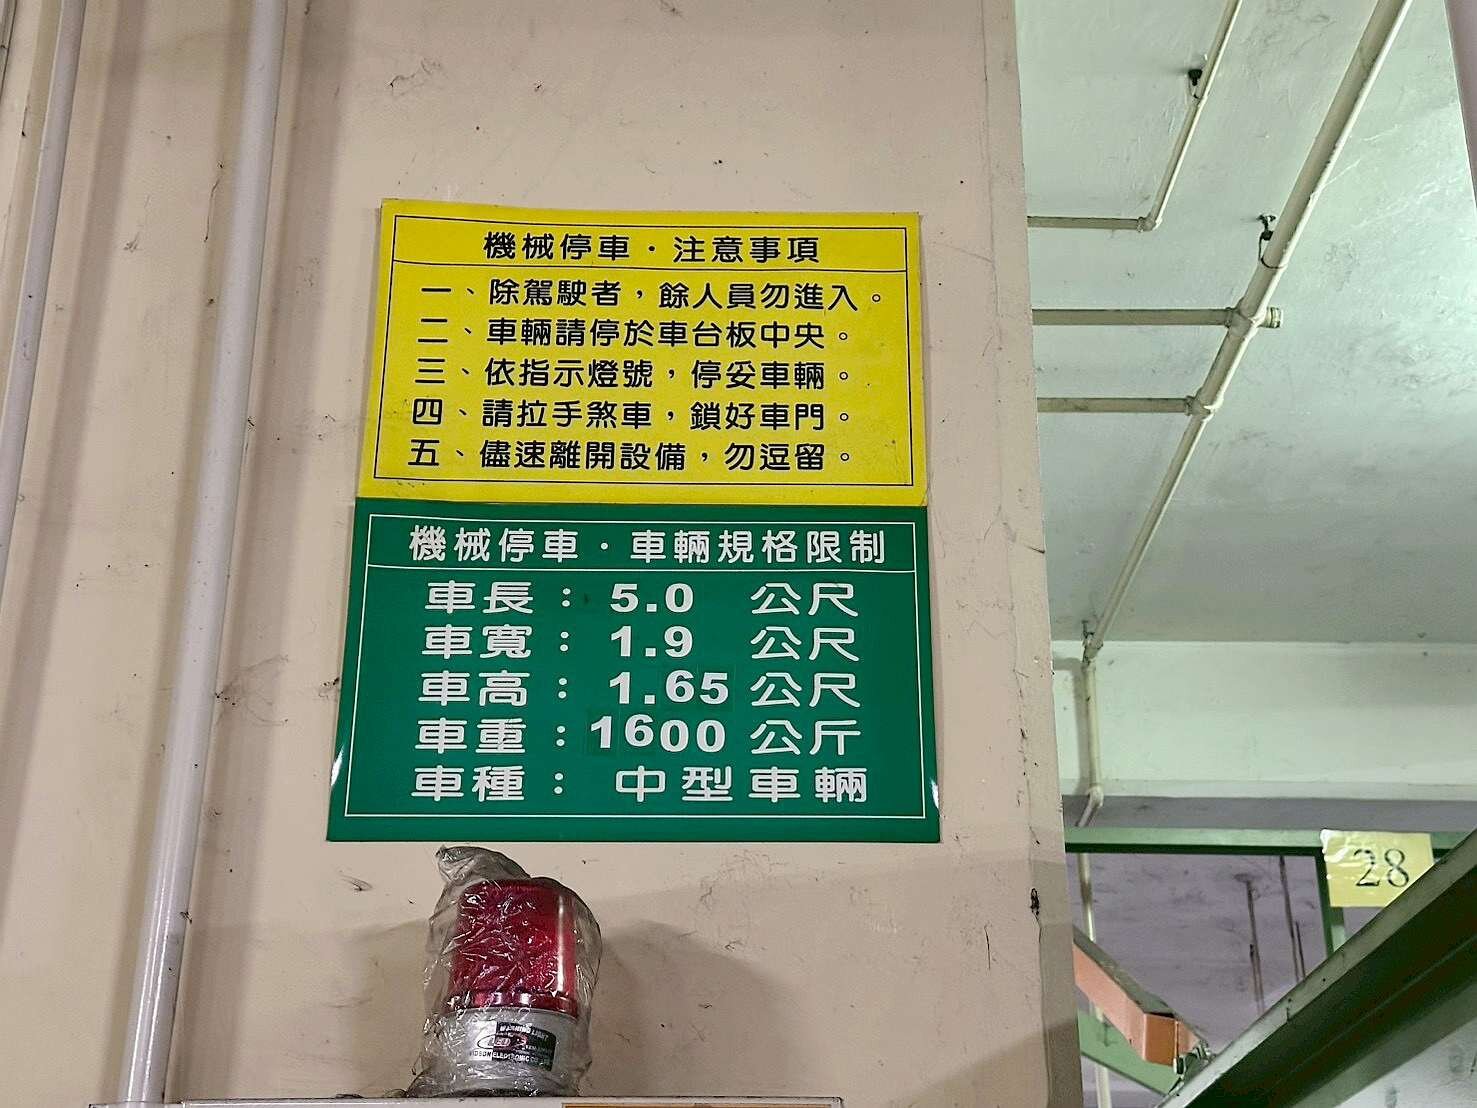 機械停車・注意事項
一、除駕駛者，餘人員勿進入。
二、車輛請停於車台板中央。
三、依指示燈號，停妥車輛。
四、請拉手煞車，鎖好車門。
五、儘速離開設備，勿逗留。
機械停車・車輛規格限制
車長：5.0 公尺
車寬：1.9 公尺
車高：1.65 公尺
車重：1600 公斤
車種：中型車輛
28
WARNING LIGHT